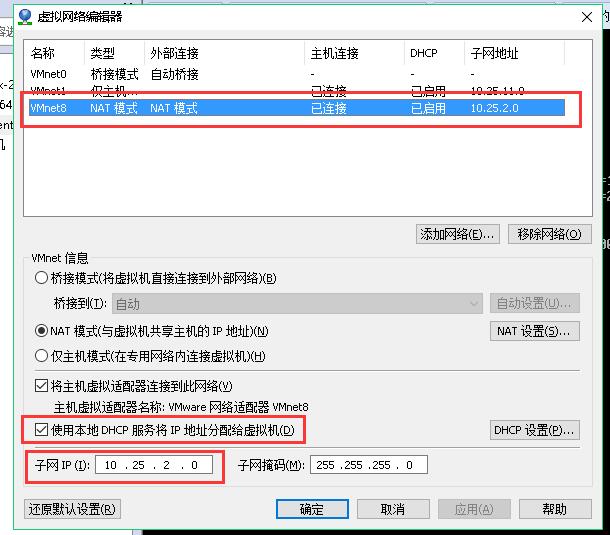 虚拟网络编辑器
名称 类型 外部连接 主机连接 DHCP 子网地址
VMnet0 桥接模式 自动桥接 - - -
VMnet1 仅主机... - 已连接 已启用 10.25.11.0
VMnet8 NAT 模式 NAT 模式 已连接 已启用 10.25.2.0
添加网络(E)... 移除网络(O)
VMnet 信息
桥接模式(将虚拟机直接连接到外部网络)(B)
桥接到(T): 自动 自动设置(U)...
NAT 模式(与虚拟机共享主机的 IP 地址)(N) NAT 设置(S)...
仅主机模式(在专用网络内连接虚拟机)(H)
将主机虚拟适配器连接到此网络(V)
主机虚拟适配器名称: VMware 网络适配器 VMnet8
使用本地 DHCP 服务将 IP 地址分配给虚拟机(D) DHCP 设置(P)...
子网 IP (I): 10 . 25 . 2 . 0 子网掩码(M): 255 .255 .255 . 0
还原默认设置(R) 确定 取消 应用(A) 帮助